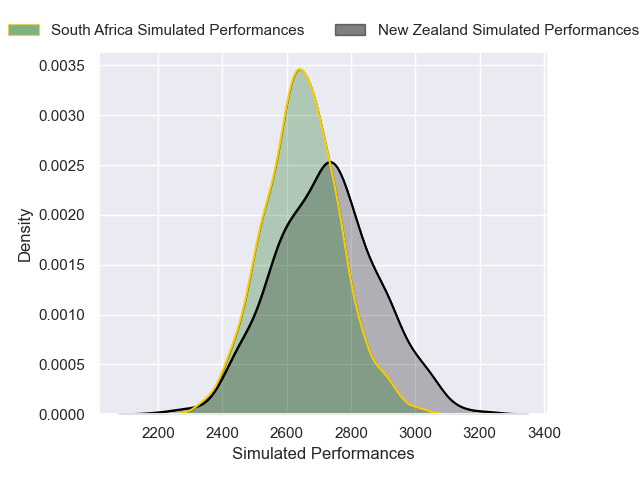 South Africa Simulated Performances
New Zealand Simulated Performances
0.0035
0.0030
0.0025
0.0020
0.0015
0.0010
0.0005
0.0000
Density
2200 2400 2600 2800 3000 3200 3400
Simulated Performances